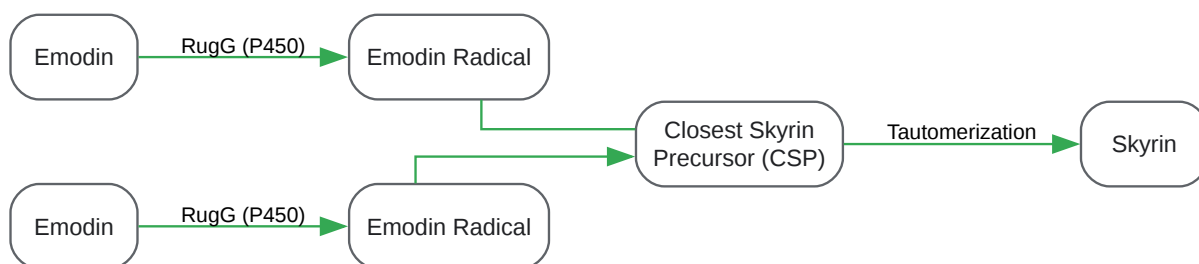 Emodin
RugG (P450)
Emodin Radical
Closest Skyrin
Precursor (CSP)
Tautomerization
Skyrin
Emodin
RugG (P450)
Emodin Radical